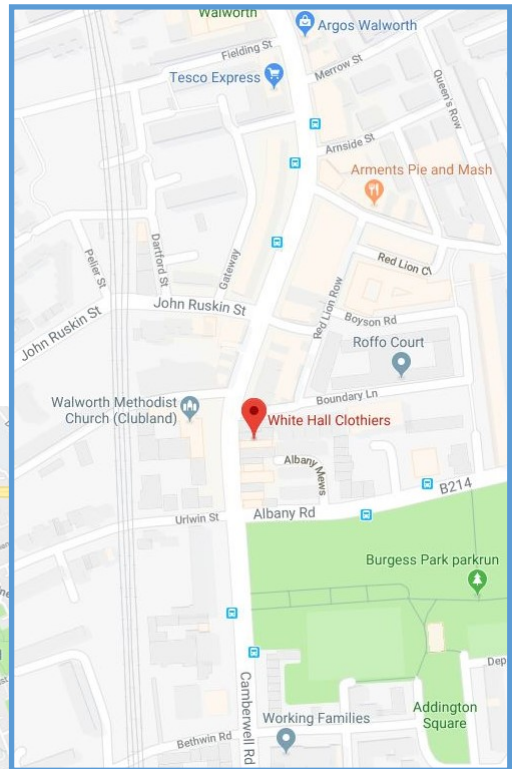 Walworth
Argos Walworth
Fielding St
Merrow St
Tesco Express
Queen's Row
Arnside St
Arments Pie and Mash
Pelier St
Dartford St
Gateway
Red Lion
John Ruskin St
Red Lion Row
Boyson Rd
John Ruskin St
Roffo Court
Walworth Methodist
Church (Clubland)
Boundary Ln
White Hall Clothiers
Albany Mews
B214
Urlwin St
Albany Rd
Burgess Park parkrun
Camberwell Rd
Addington
Square
Working Families
Bethwin Rd